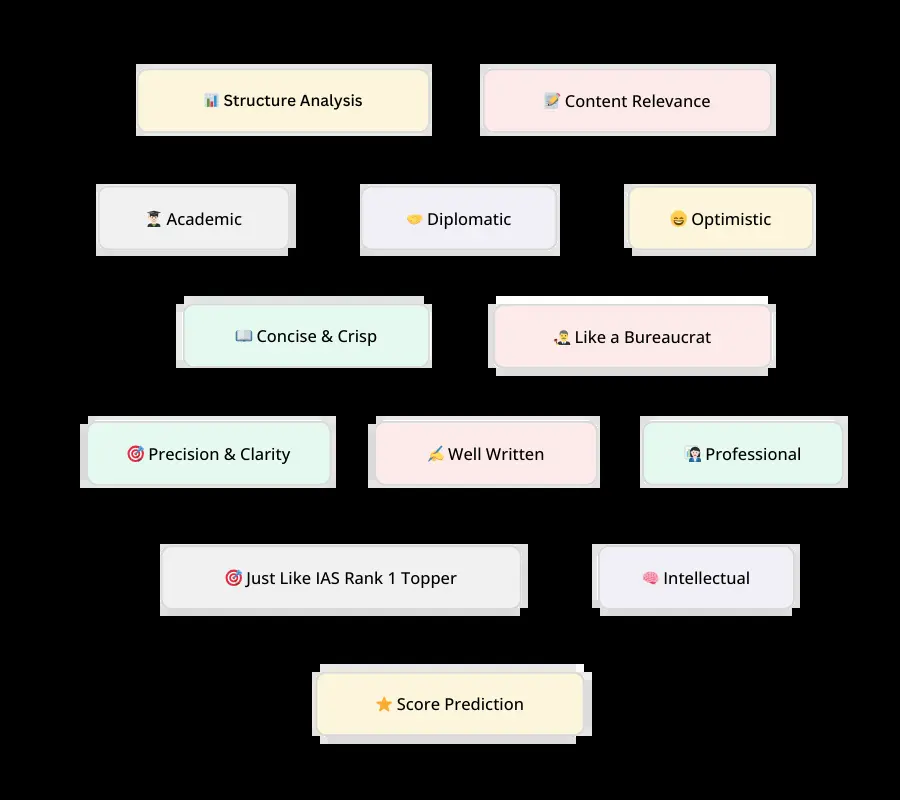 📊 Structure Analysis
📝 Content Relevance
👨🏻‍🎓 Academic
🤝 Diplomatic
😄 Optimistic
📖 Concise & Crisp
👨‍✈️ Like a Bureaucrat
🎯 Precision & Clarity
✍️ Well Written
👩🏻‍💼 Professional
🎯 Just Like IAS Rank 1 Topper
🧠 Intellectual
⭐ Score Prediction